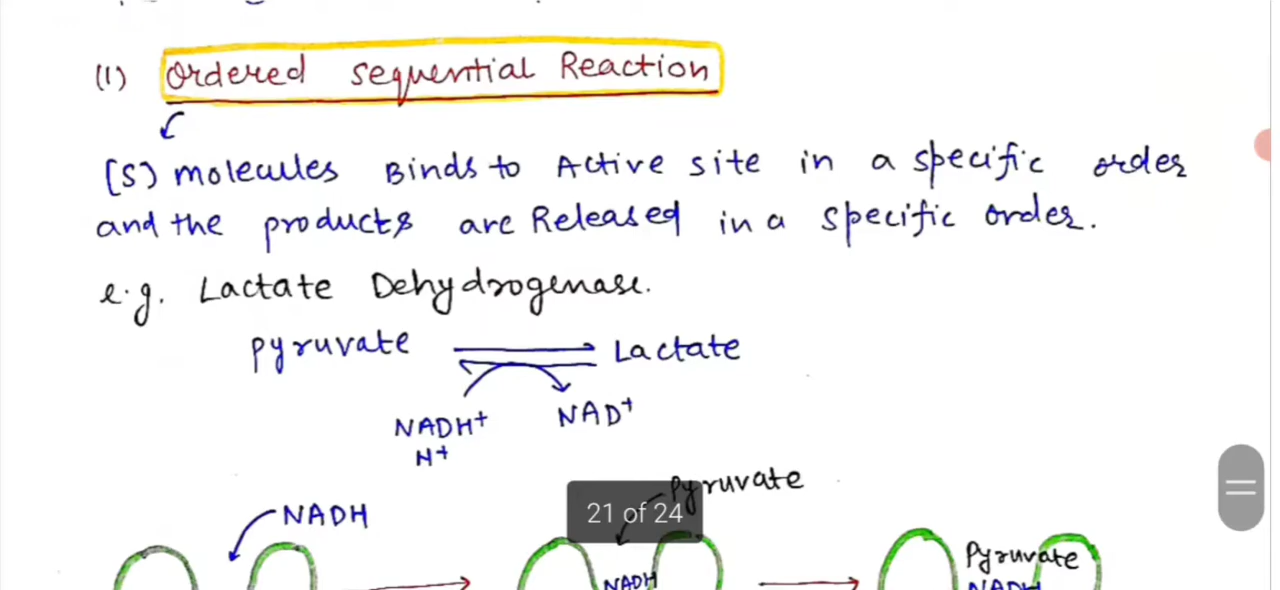 (1) Ordered Sequential Reaction
[S] molecules Binds to Active site in a specific order
and the products are Released in a specific order.
e.g. Lactate Dehydrogenase.
Pyruvate ⇌ Lactate
NADH+ NAD+
H+
Pyruvate
21 of 24
NADH
Pyruvate
NADH
NADH